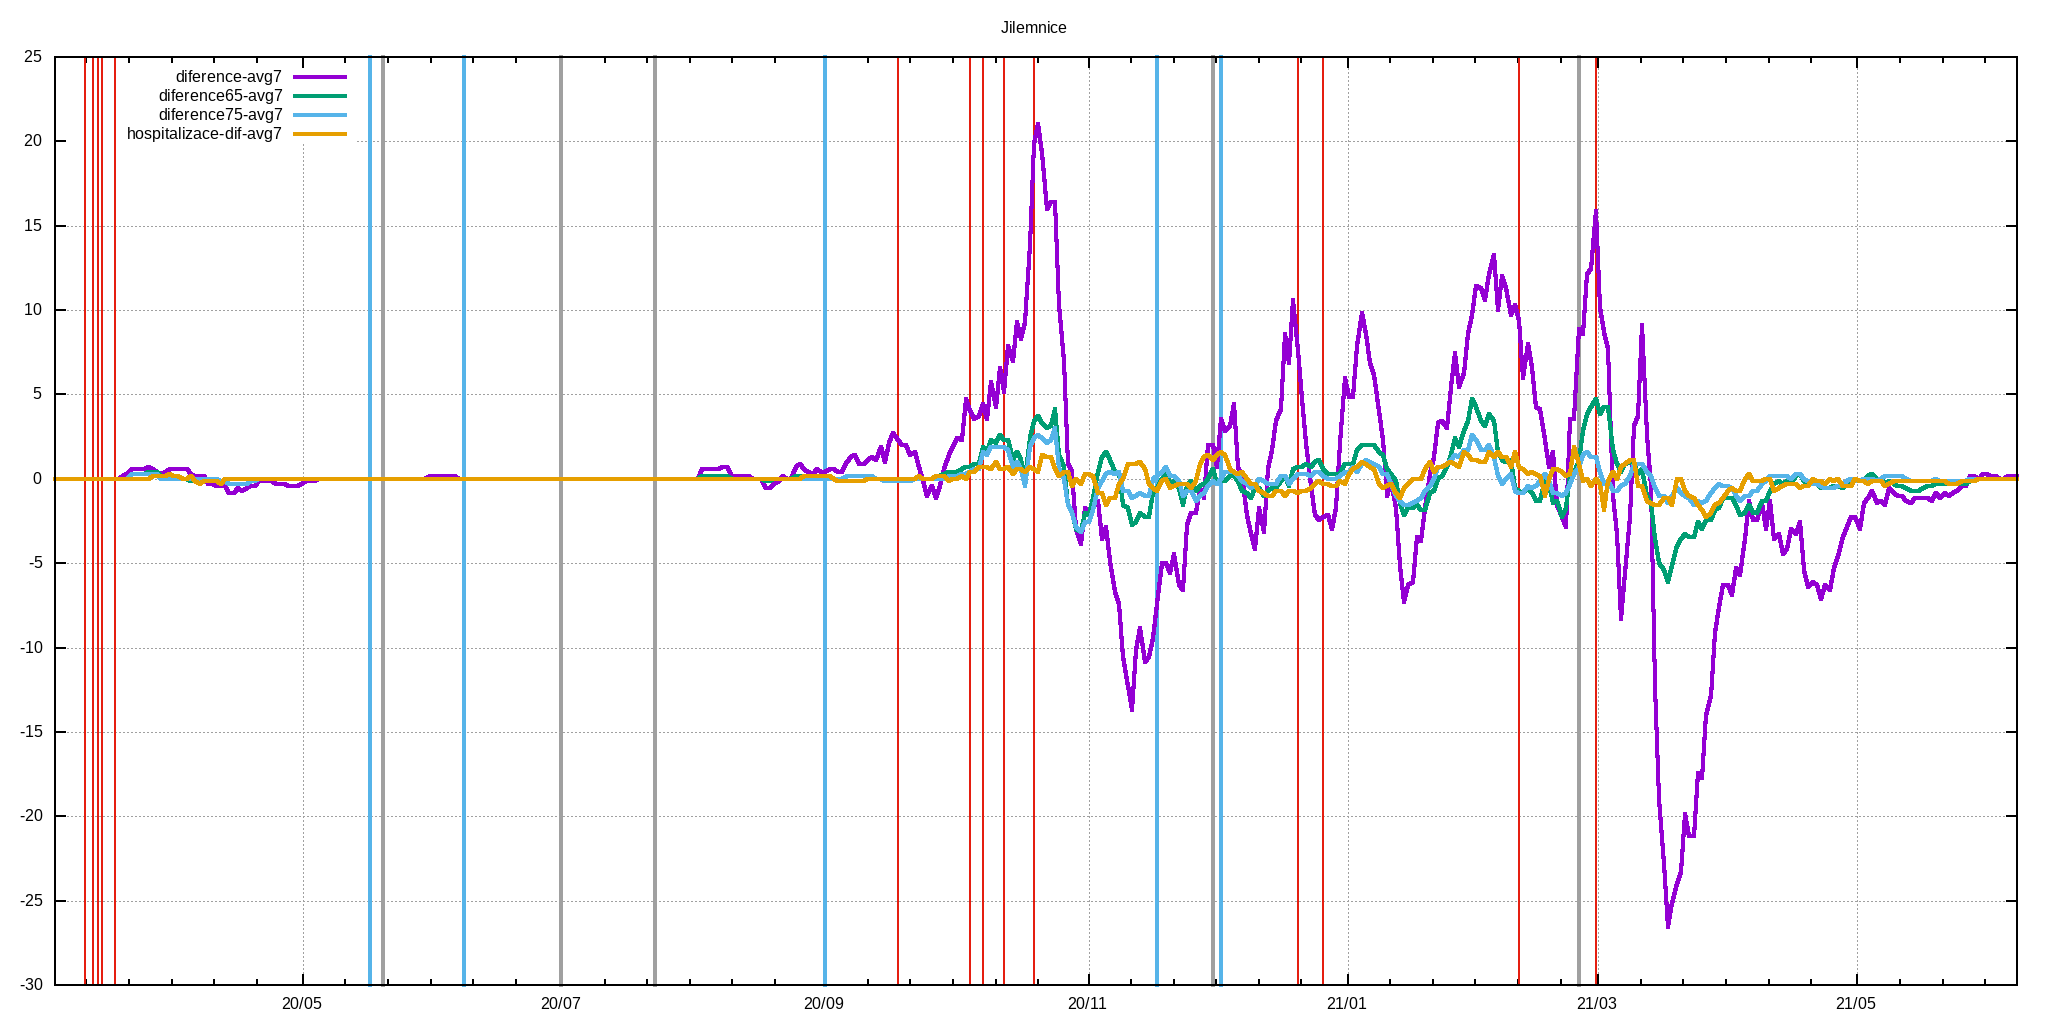 Jilemnice
25
20
15
10
5
0
-5
-10
-15
-20
-25
-30
diference-avg7
diference65-avg7
diference75-avg7
hospitalizace-dif-avg7
20/05 20/07 20/09 20/11 21/01 21/03 21/05